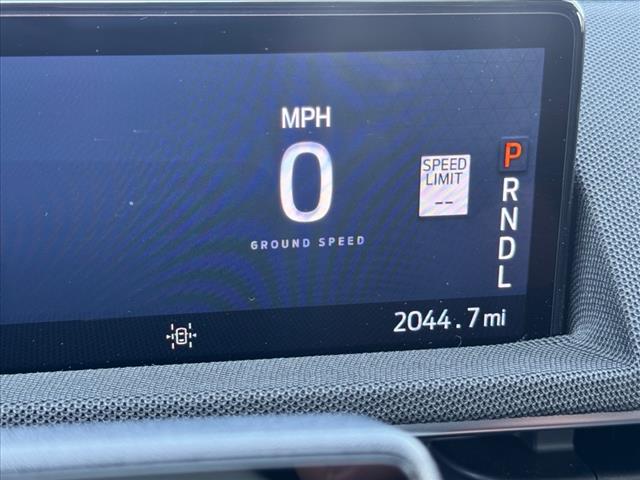 MPH
0
GROUND SPEED
SPEED
LIMIT
--
P
R
N
D
L
2044.7 mi